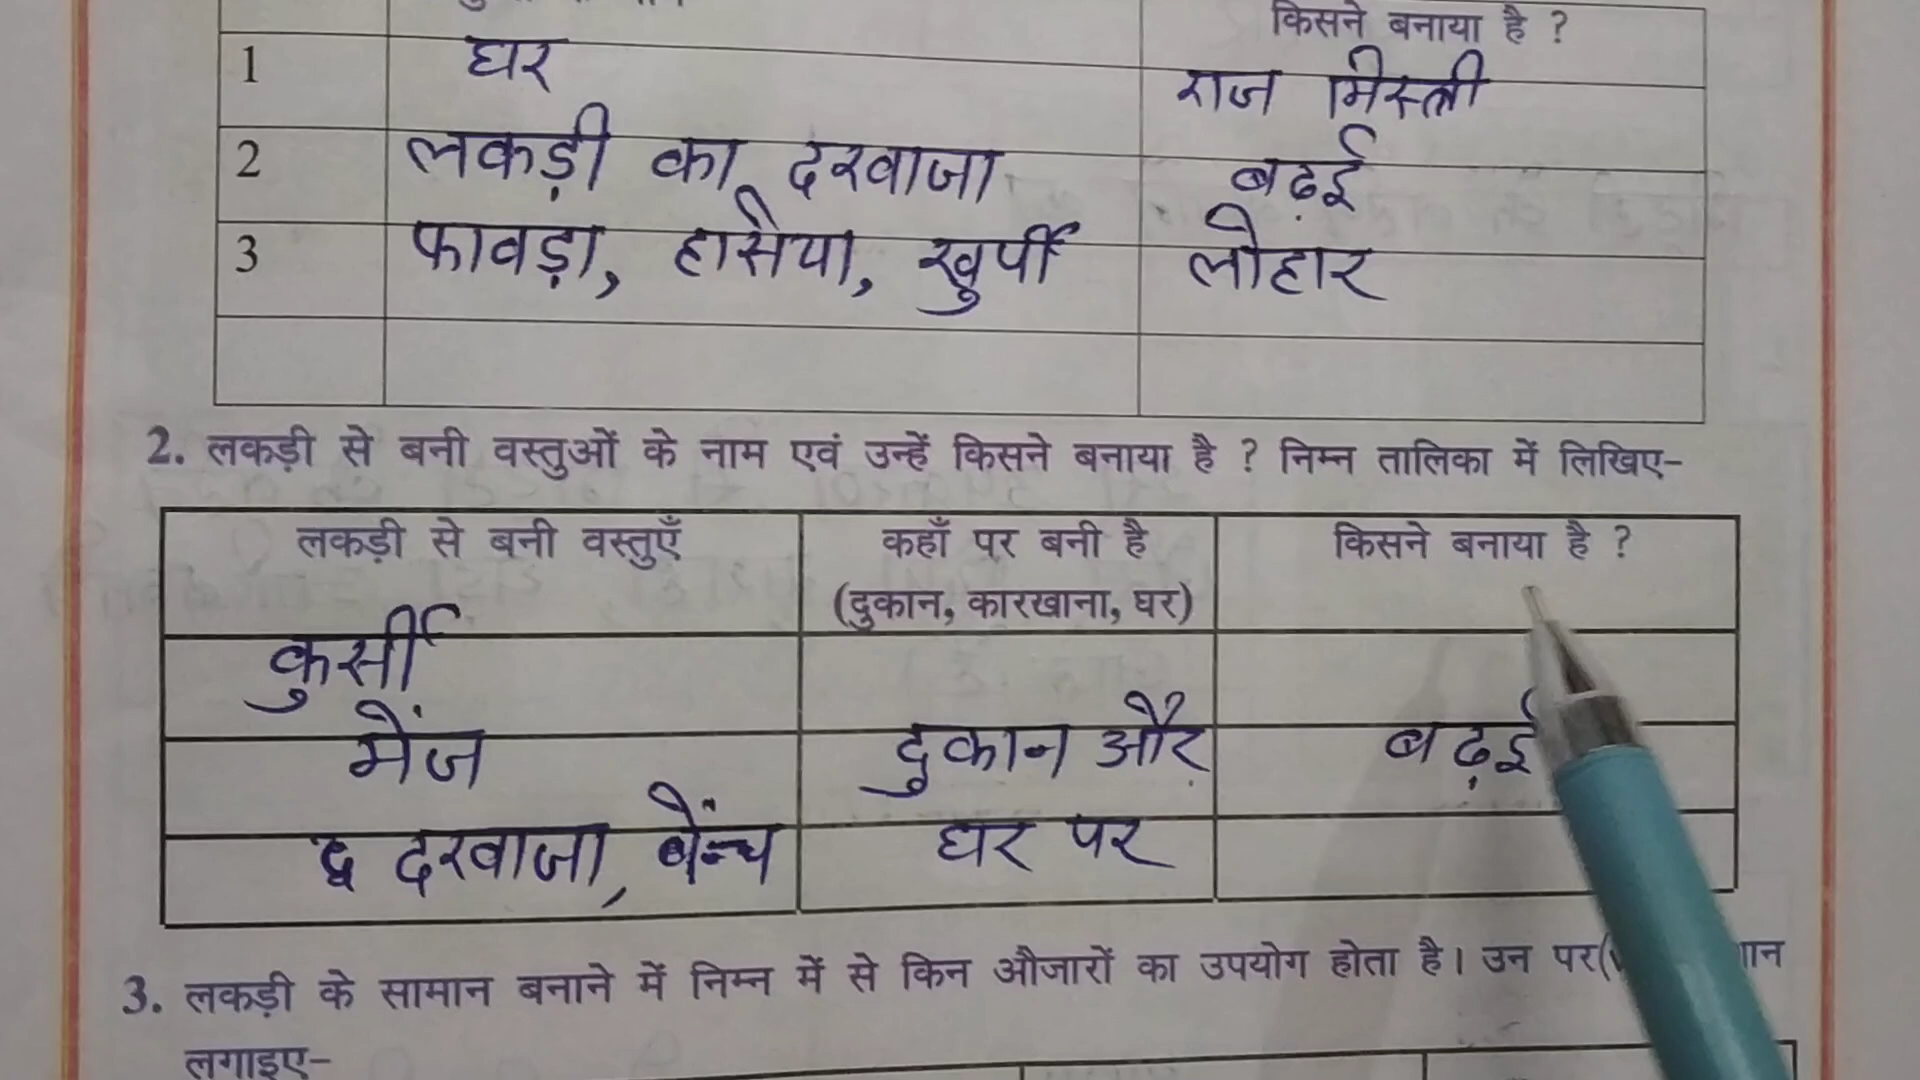 किसने बनाया है ?
1 घर राज मिस्त्री
2 लकड़ी का दरवाजा बढ़ई
3 फावड़ा, हासिया, खुर्पी लोहार
2. लकड़ी से बनी वस्तुओं के नाम एवं उन्हें किसने बनाया है ? निम्न तालिका में लिखिए-
लकड़ी से बनी वस्तुएँ कहाँ पर बनी है किसने बनाया है ?
(दुकान, कारखाना, घर)
कुर्सी
मेंज दुकान और बढ़ई
दरवाजा, बेंन्च घर पर
3. लकड़ी के सामान बनाने में निम्न में से किन औजारों का उपयोग होता है। उन पर
लगाइए-